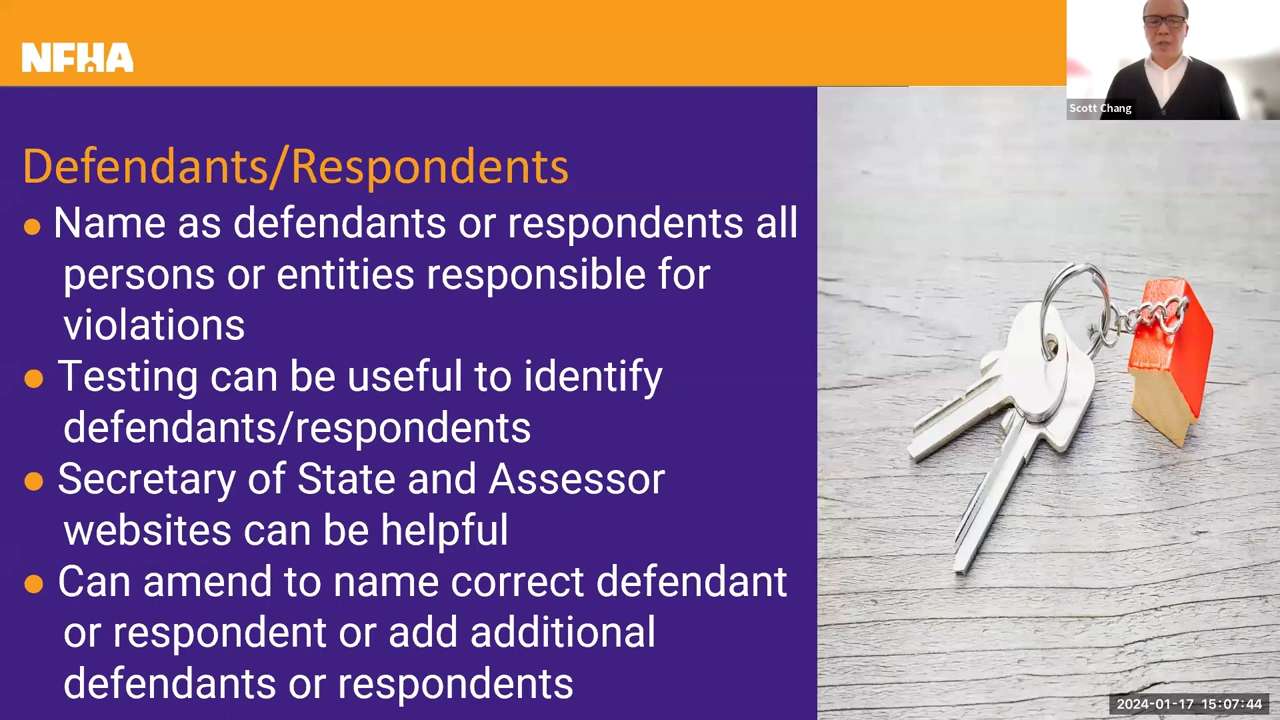 NFHA
Scott Chang
Defendants/Respondents
● Name as defendants or respondents all
persons or entities responsible for
violations
● Testing can be useful to identify
defendants/respondents
● Secretary of State and Assessor
websites can be helpful
● Can amend to name correct defendant
or respondent or add additional
defendants or respondents
2024-01-17 15:07:44